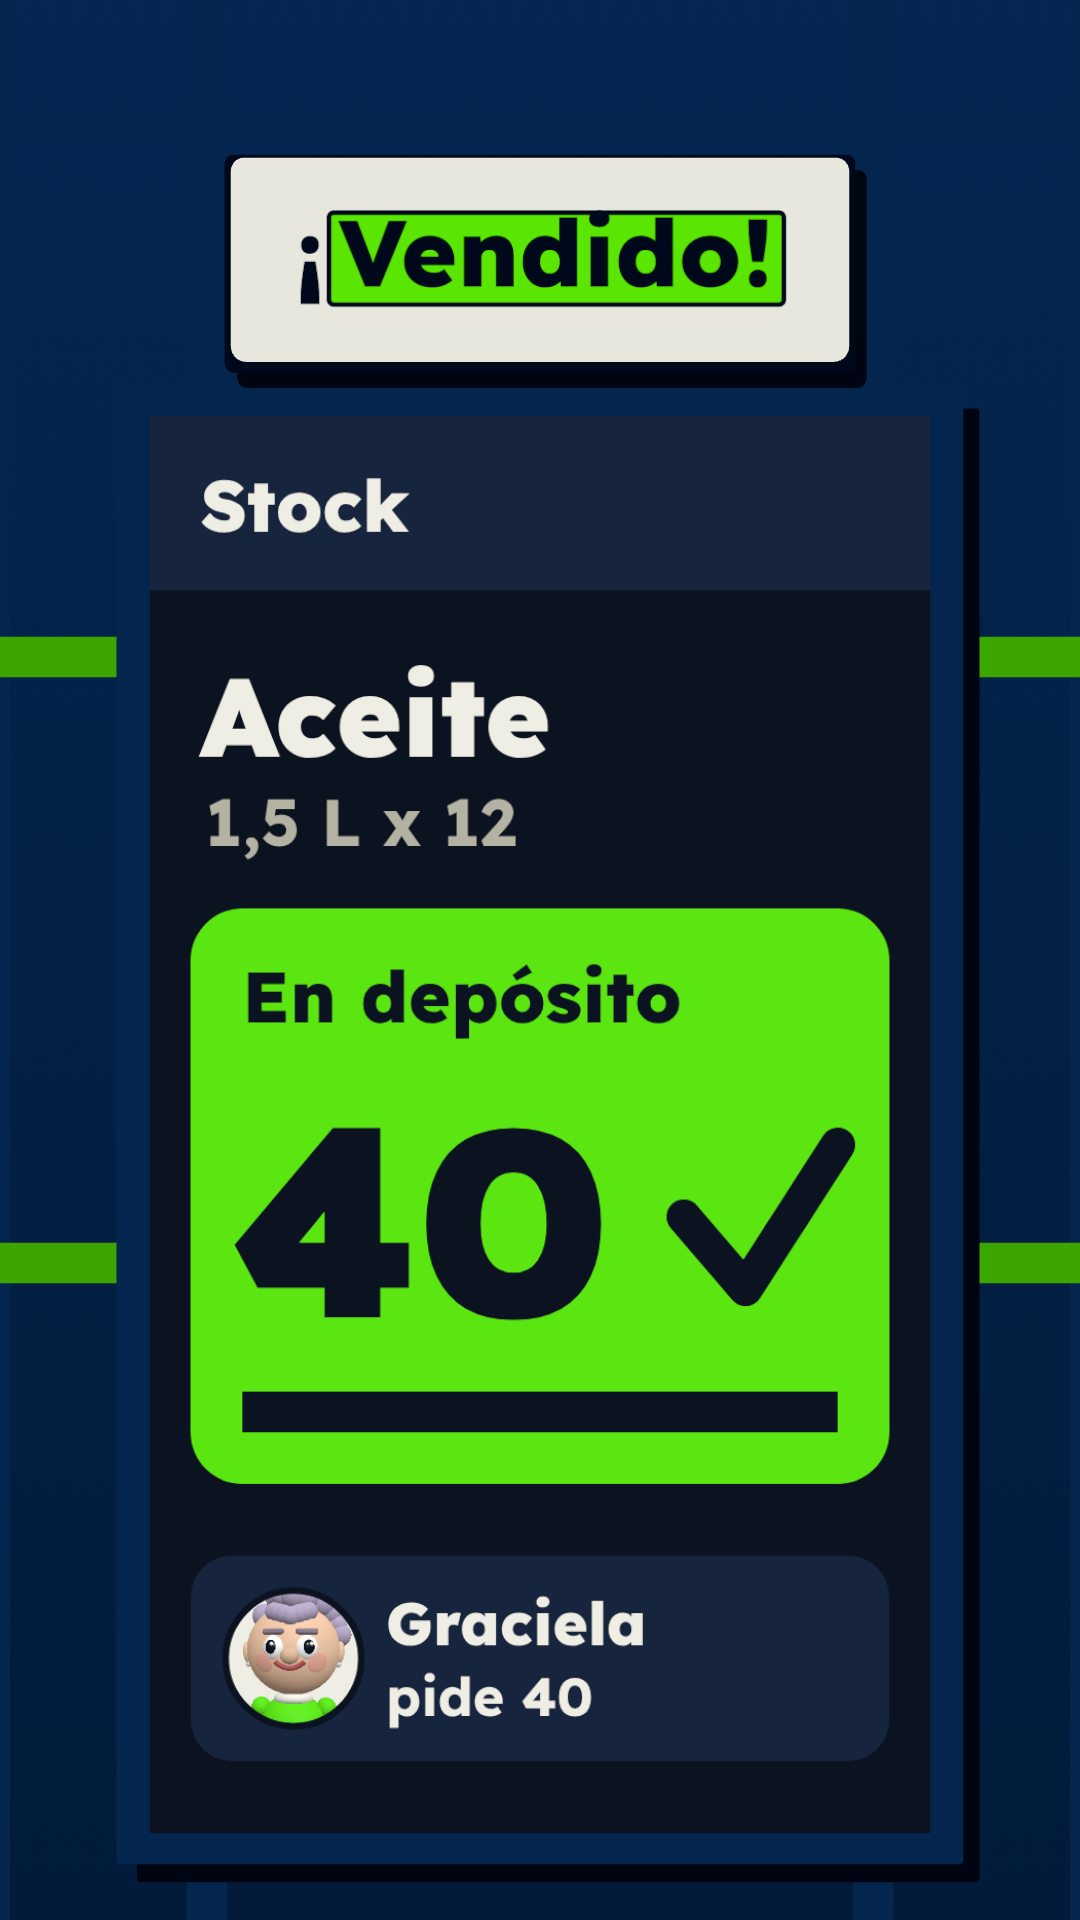 ¡Vendido!
Stock
Aceite
1,5 L x 12
En depósito
40
Graciela
pide 40